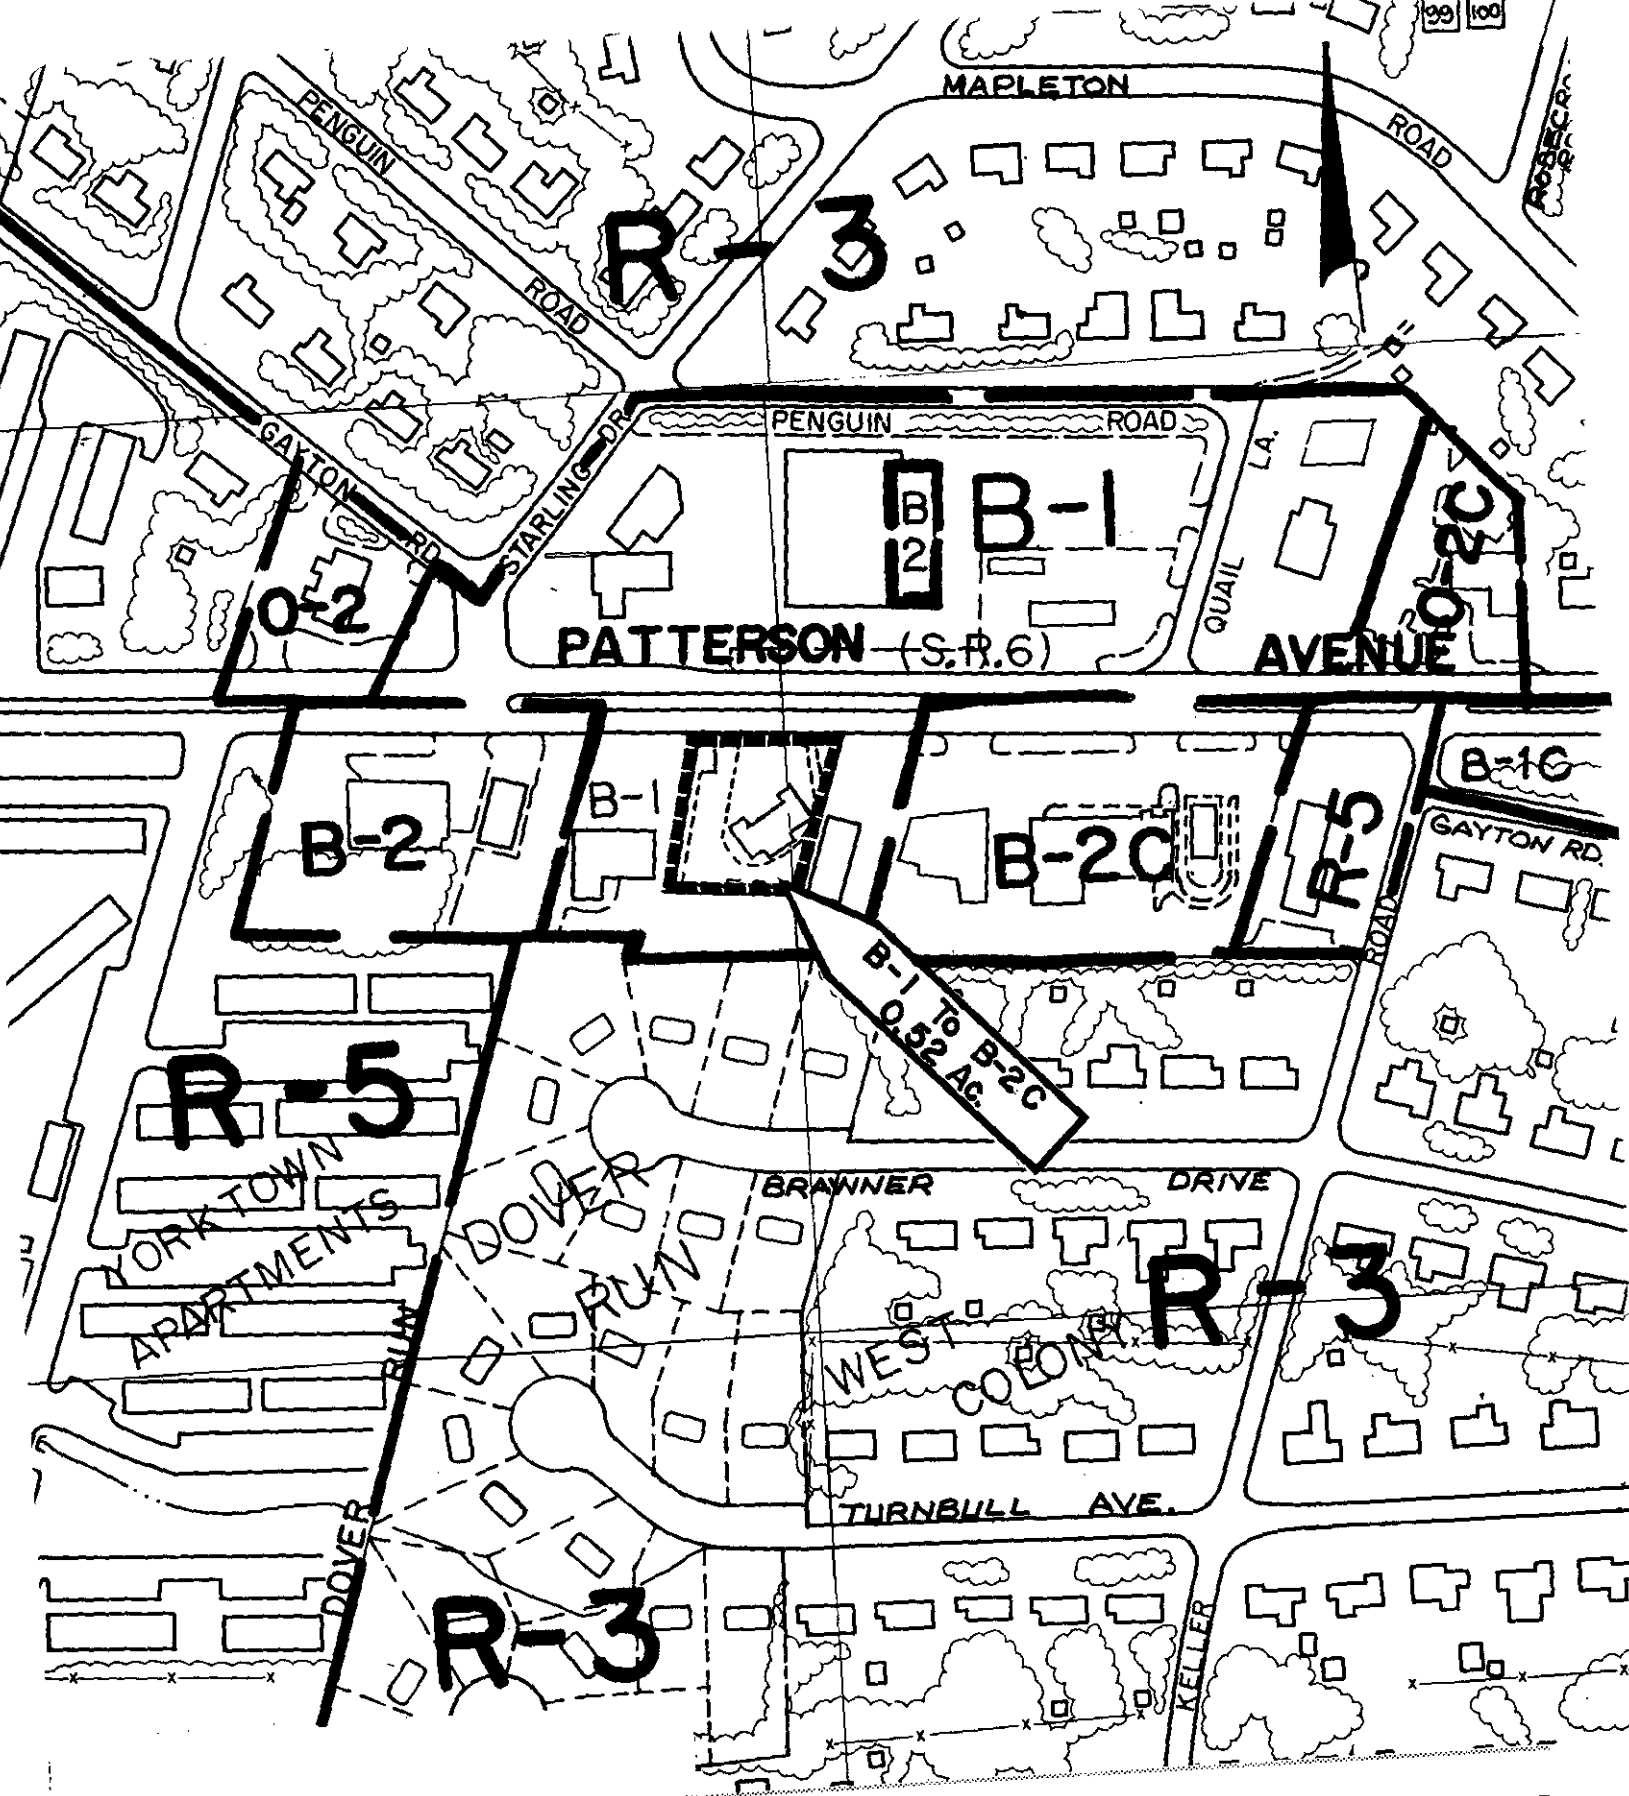 99 100
MAPLETON
ROAD
PENGUIN
ROAD
R-3
PENGUIN ROAD
GAYTON RD.
STARLING DR.
LA.
QUAIL
B
2
B-1
O-2C
O-2
PATTERSON (S.R.6) AVENUE
B-2
B-1
B-2C
R-5
B-1C
GAYTON RD.
ROAD
B-1 To B-2C
0.52 Ac.
R-5
YORKTOWN
APARTMENTS
DOVER
RUN
BRAWNER DRIVE
R-3
WEST
COLONY
DOVER RUN
TURNBULL AVE.
R-3
KELLER